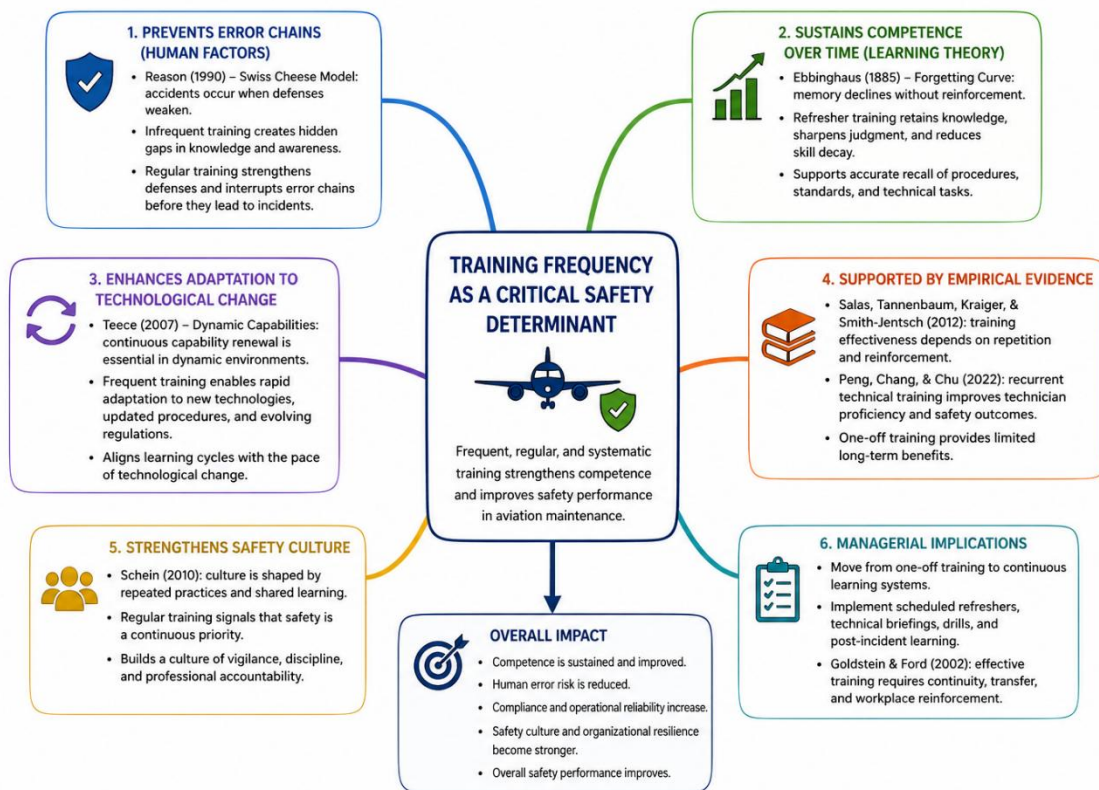 1. PREVENTS ERROR CHAINS
(HUMAN FACTORS)
• Reason (1990) – Swiss Cheese Model:
accidents occur when defenses
weaken.
• Infrequent training creates hidden
gaps in knowledge and awareness.
• Regular training strengthens
defenses and interrupts error chains
before they lead to incidents.
2. SUSTAINS COMPETENCE
OVER TIME (LEARNING THEORY)
• Ebbinghaus (1885) – Forgetting Curve:
memory declines without reinforcement.
• Refresher training retains knowledge,
sharpens judgment, and reduces
skill decay.
• Supports accurate recall of procedures,
standards, and technical tasks.
TRAINING FREQUENCY
AS A CRITICAL SAFETY
DETERMINANT
Frequent, regular, and systematic
training strengthens competence
and improves safety performance
in aviation maintenance.
3. ENHANCES ADAPTATION TO
TECHNOLOGICAL CHANGE
• Teece (2007) – Dynamic Capabilities:
continuous capability renewal is
essential in dynamic environments.
• Frequent training enables rapid
adaptation to new technologies,
updated procedures, and evolving
regulations.
• Aligns learning cycles with the pace
of technological change.
4. SUPPORTED BY EMPIRICAL EVIDENCE
• Salas, Tannenbaum, Kraiger, &
Smith-Jentsch (2012): training
effectiveness depends on repetition
and reinforcement.
• Peng, Chang, & Chu (2022): recurrent
technical training improves technician
proficiency and safety outcomes.
• One-off training provides limited
long-term benefits.
5. STRENGTHENS SAFETY CULTURE
• Schein (2010): culture is shaped by
repeated practices and shared learning.
• Regular training signals that safety is
a continuous priority.
• Builds a culture of vigilance, discipline,
and professional accountability.
6. MANAGERIAL IMPLICATIONS
• Move from one-off training to continuous
learning systems.
• Implement scheduled refreshers,
technical briefings, drills, and
post-incident learning.
• Goldstein & Ford (2002): effective
training requires continuity, transfer,
and workplace reinforcement.
OVERALL IMPACT
• Competence is sustained and improved.
• Human error risk is reduced.
• Compliance and operational reliability increase.
• Safety culture and organizational resilience
become stronger.
• Overall safety performance improves.